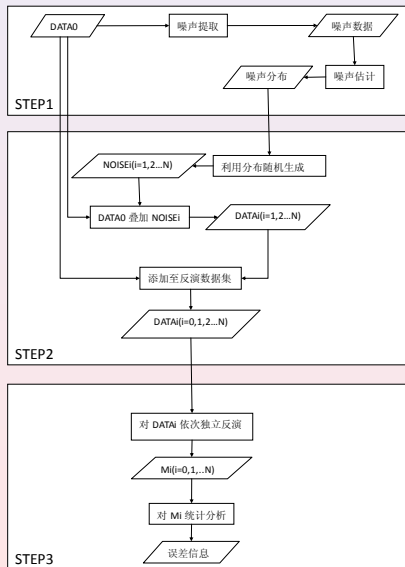 DATA0
噪声提取
噪声数据
噪声分布
噪声估计
STEP1
NOISEi(i=1,2...N)
利用分布随机生成
DATA0 叠加 NOISEi
DATAi(i=1,2...N)
添加至反演数据集
DATAi(i=0,1,2...N)
STEP2
对 DATAi 依次独立反演
Mi(i=0,1,..N)
对 Mi 统计分析
误差信息
STEP3